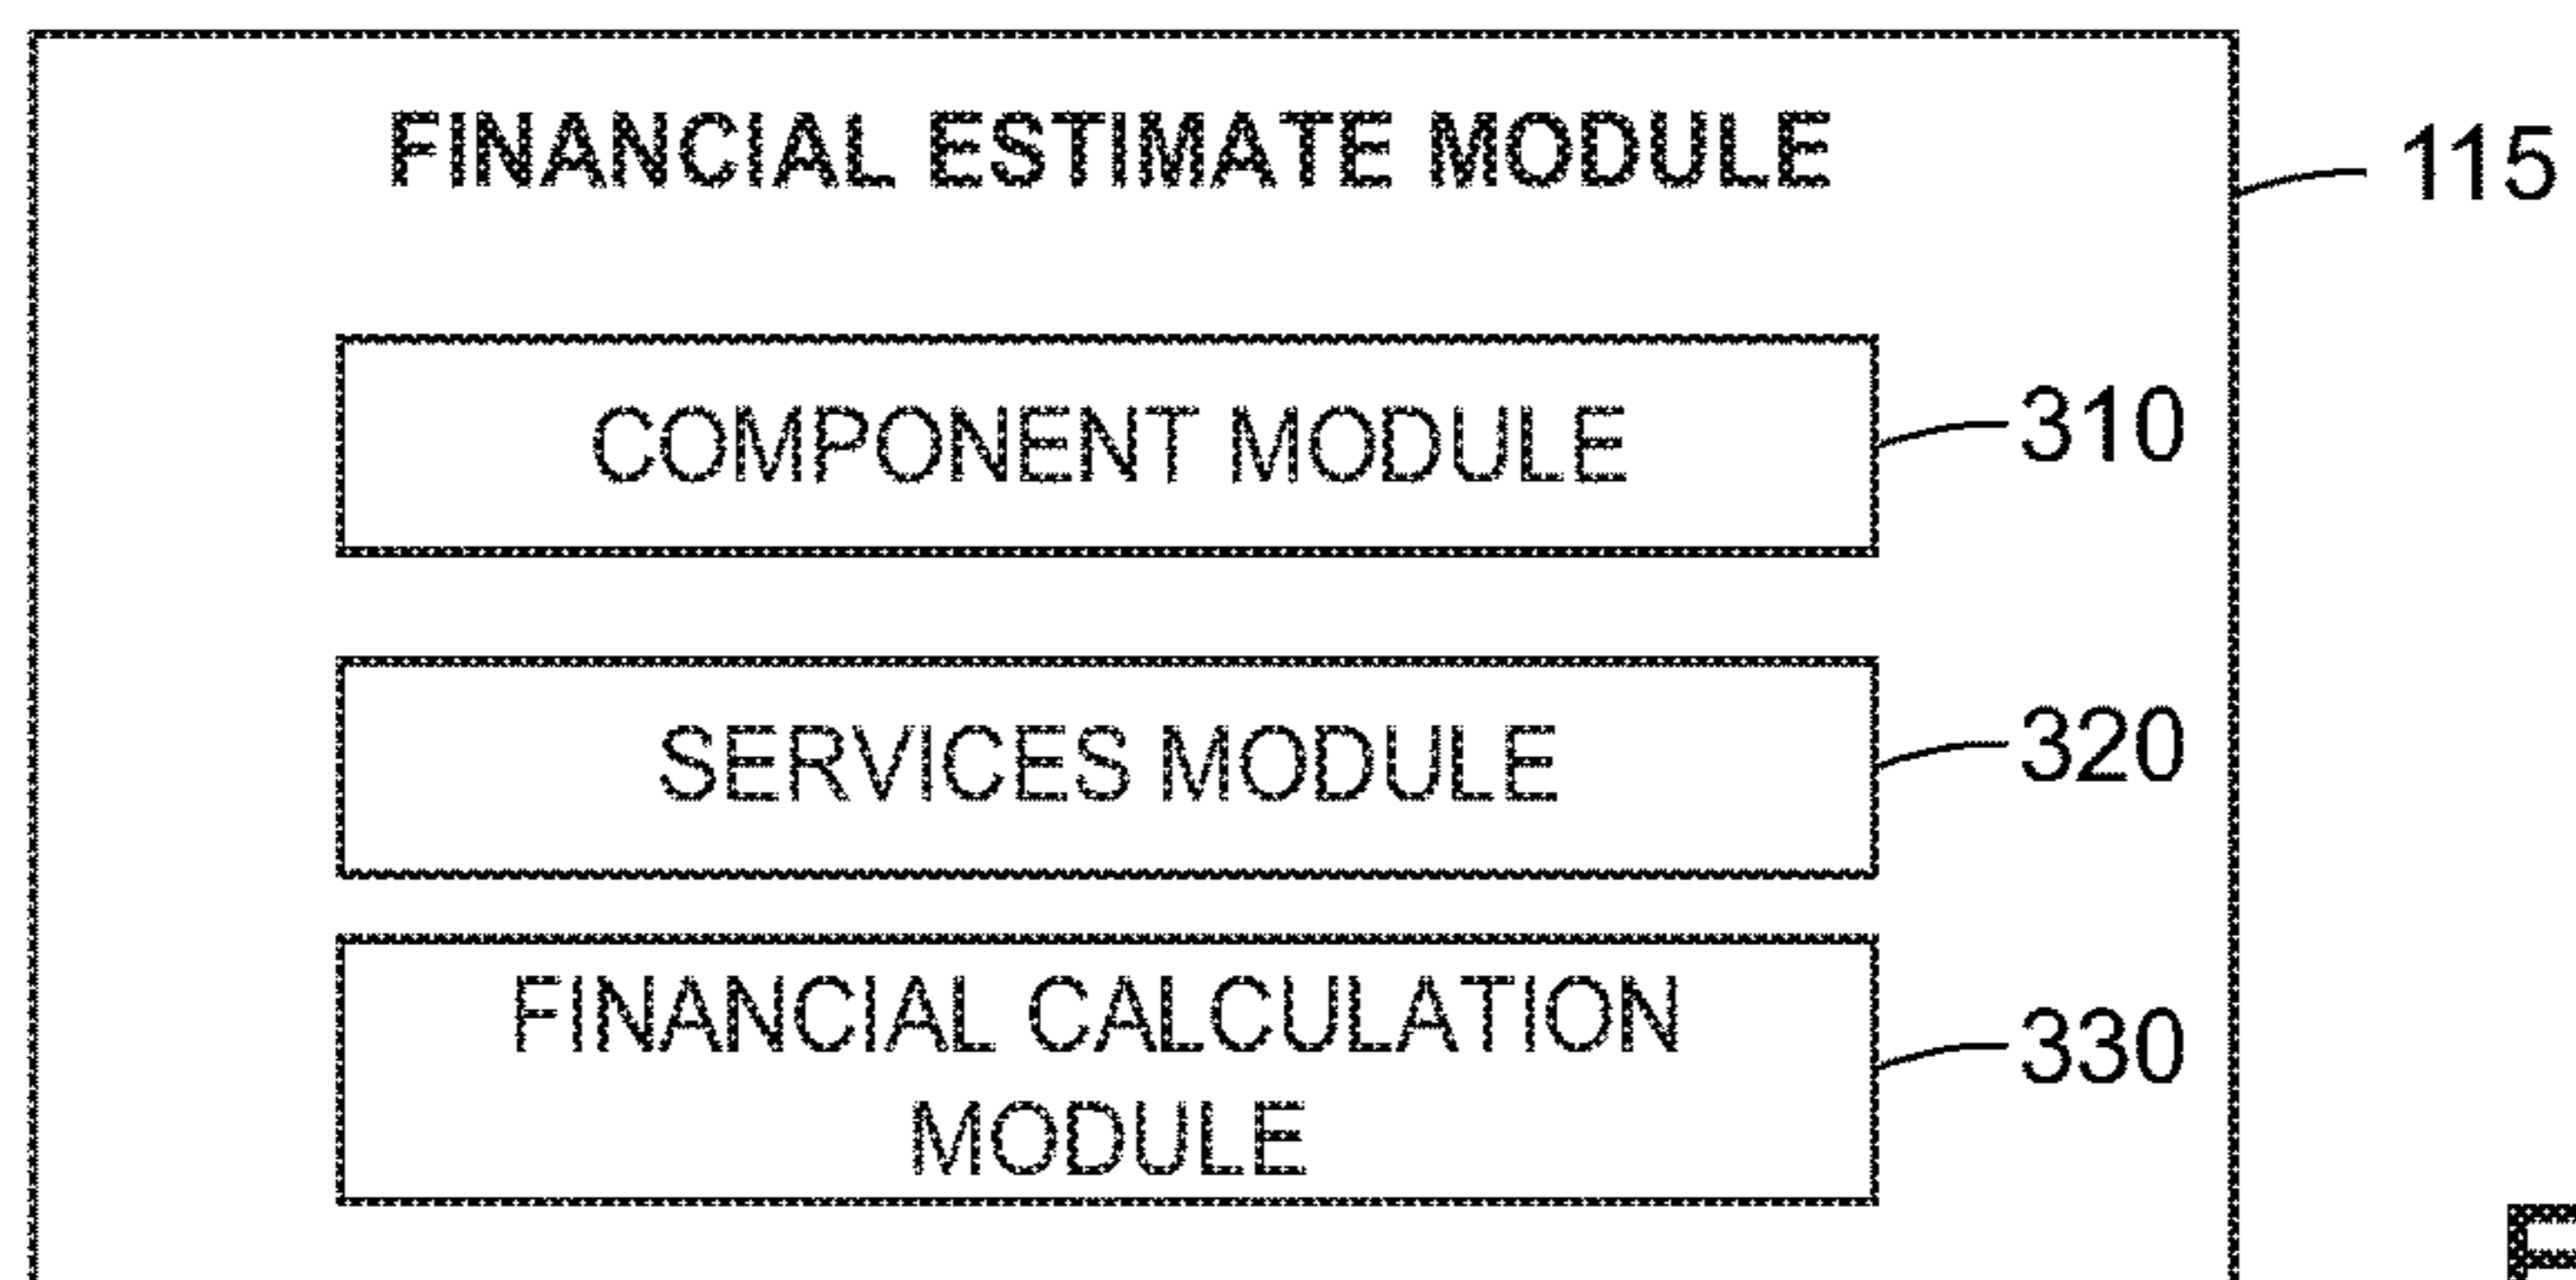 FINANCIAL ESTIMATE MODULE
115
COMPONENT MODULE
310
SERVICES MODULE
320
FINANCIAL CALCULATION
MODULE
330